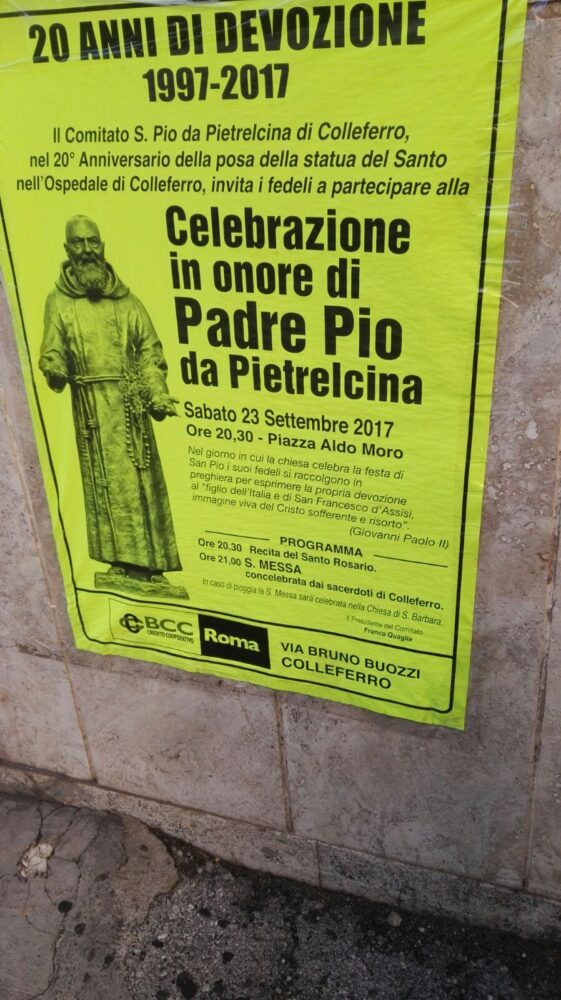 20 ANNI DI DEVOZIONE
1997-2017
Il Comitato S. Pio da Pietrelcina di Colleferro,
nel 20° Anniversario della posa della statua del Santo
nell'Ospedale di Colleferro, invita i fedeli a partecipare alla
Celebrazione
in onore di
Padre Pio
da Pietrelcina
Sabato 23 Settembre 2017
Ore 20,30 - Piazza Aldo Moro
Nel giorno in cui la chiesa celebra la festa di
San Pio i suoi fedeli si raccolgono in
preghiera per esprimere la propria devozione
al "figlio dell'Italia e di San Francesco d'Assisi,
immagine viva del Cristo sofferente e risorto".
(Giovanni Paolo II)
PROGRAMMA
Ore 20,30 Recita del Santo Rosario.
Ore 21,00 S. MESSA
concelebrata dai sacerdoti di Colleferro.
In caso di pioggia la S. Messa sarà celebrata nella Chiesa di S. Barbara.
Il Presidente del Comitato
Franco Quaglia
BCC
CREDITO COOPERATIVO
Roma
VIA BRUNO BUOZZI
COLLEFERRO